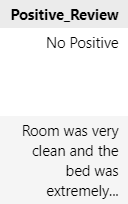 Positive_Review
No Positive
Room was very
clean and the
bed was
extremely...